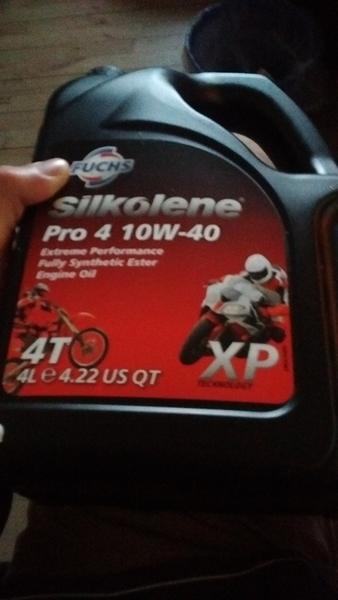 FUCHS
Silkolene
Pro 4 10W-40
Extreme Performance
Fully Synthetic Ester
Engine Oil
4T
XP
TECHNOLOGY
4L e 4.22 US QT